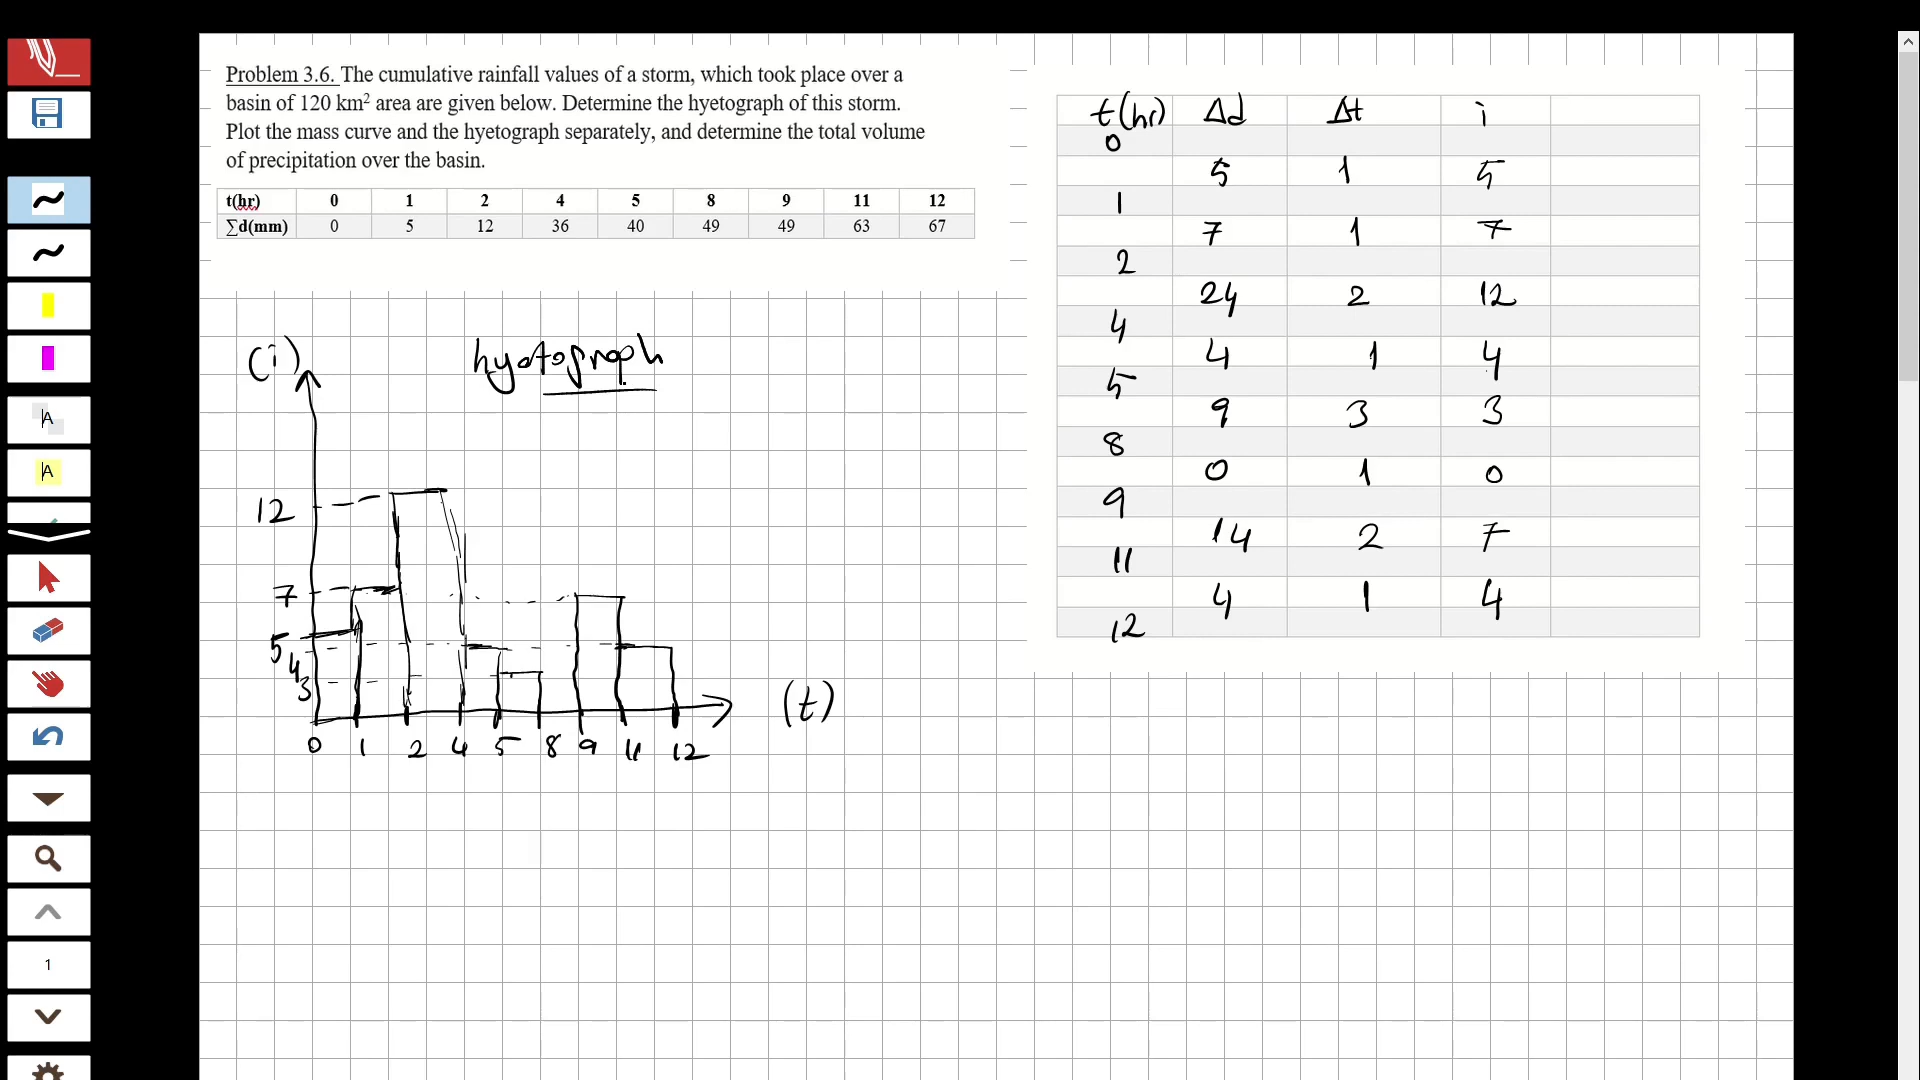 Problem 3.6. The cumulative rainfall values of a storm, which took place over a
basin of 120 km² area are given below. Determine the hyetograph of this storm.
Plot the mass curve and the hyetograph separately, and determine the total volume
of precipitation over the basin.
t(hr) 0 1 2 4 5 8 9 11 12
∑d(mm) 0 5 12 36 40 49 49 63 67
(i) hyetograph
12
7
5
4
3
(t)
0 1 2 4 5 8 9 11 12
t(hr) Δd Δt i
0
5 1 5
1
7 1 7
2
24 2 12
4
4 1 4
5
9 3 3
8
0 1 0
9
14 2 7
11
4 1 4
12
A
A
1